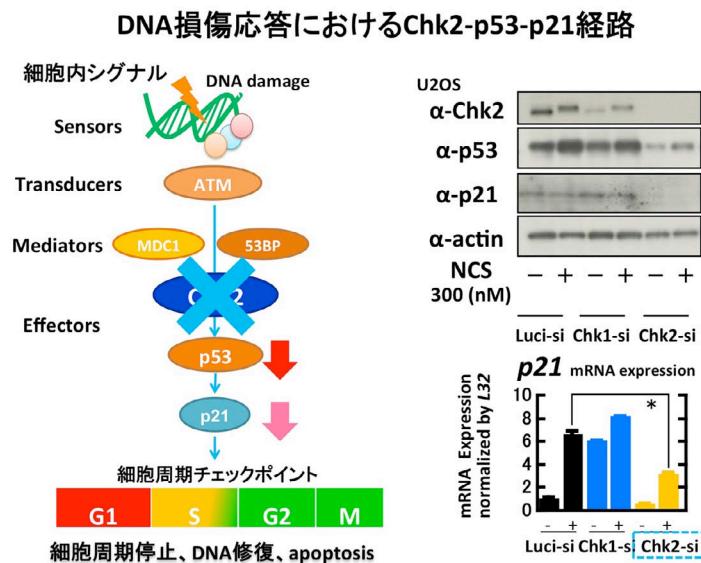 DNA損傷応答におけるChk2-p53-p21経路
細胞内シグナル
DNA damage
Sensors
Transducers
ATM
Mediators
MDC1
53BP
Effectors
p53
p21
細胞周期チェックポイント
G1 S G2 M
細胞周期停止、DNA修復、apoptosis
U2OS
α-Chk2
α-p53
α-p21
α-actin
NCS − + − + − +
300 (nM)
Luci-si Chk1-si Chk2-si
p21 mRNA expression
mRNA Expression
normalized by L32
10
8
6
4
2
0
*
- + - + - +
Luci-si Chk1-si Chk2-si